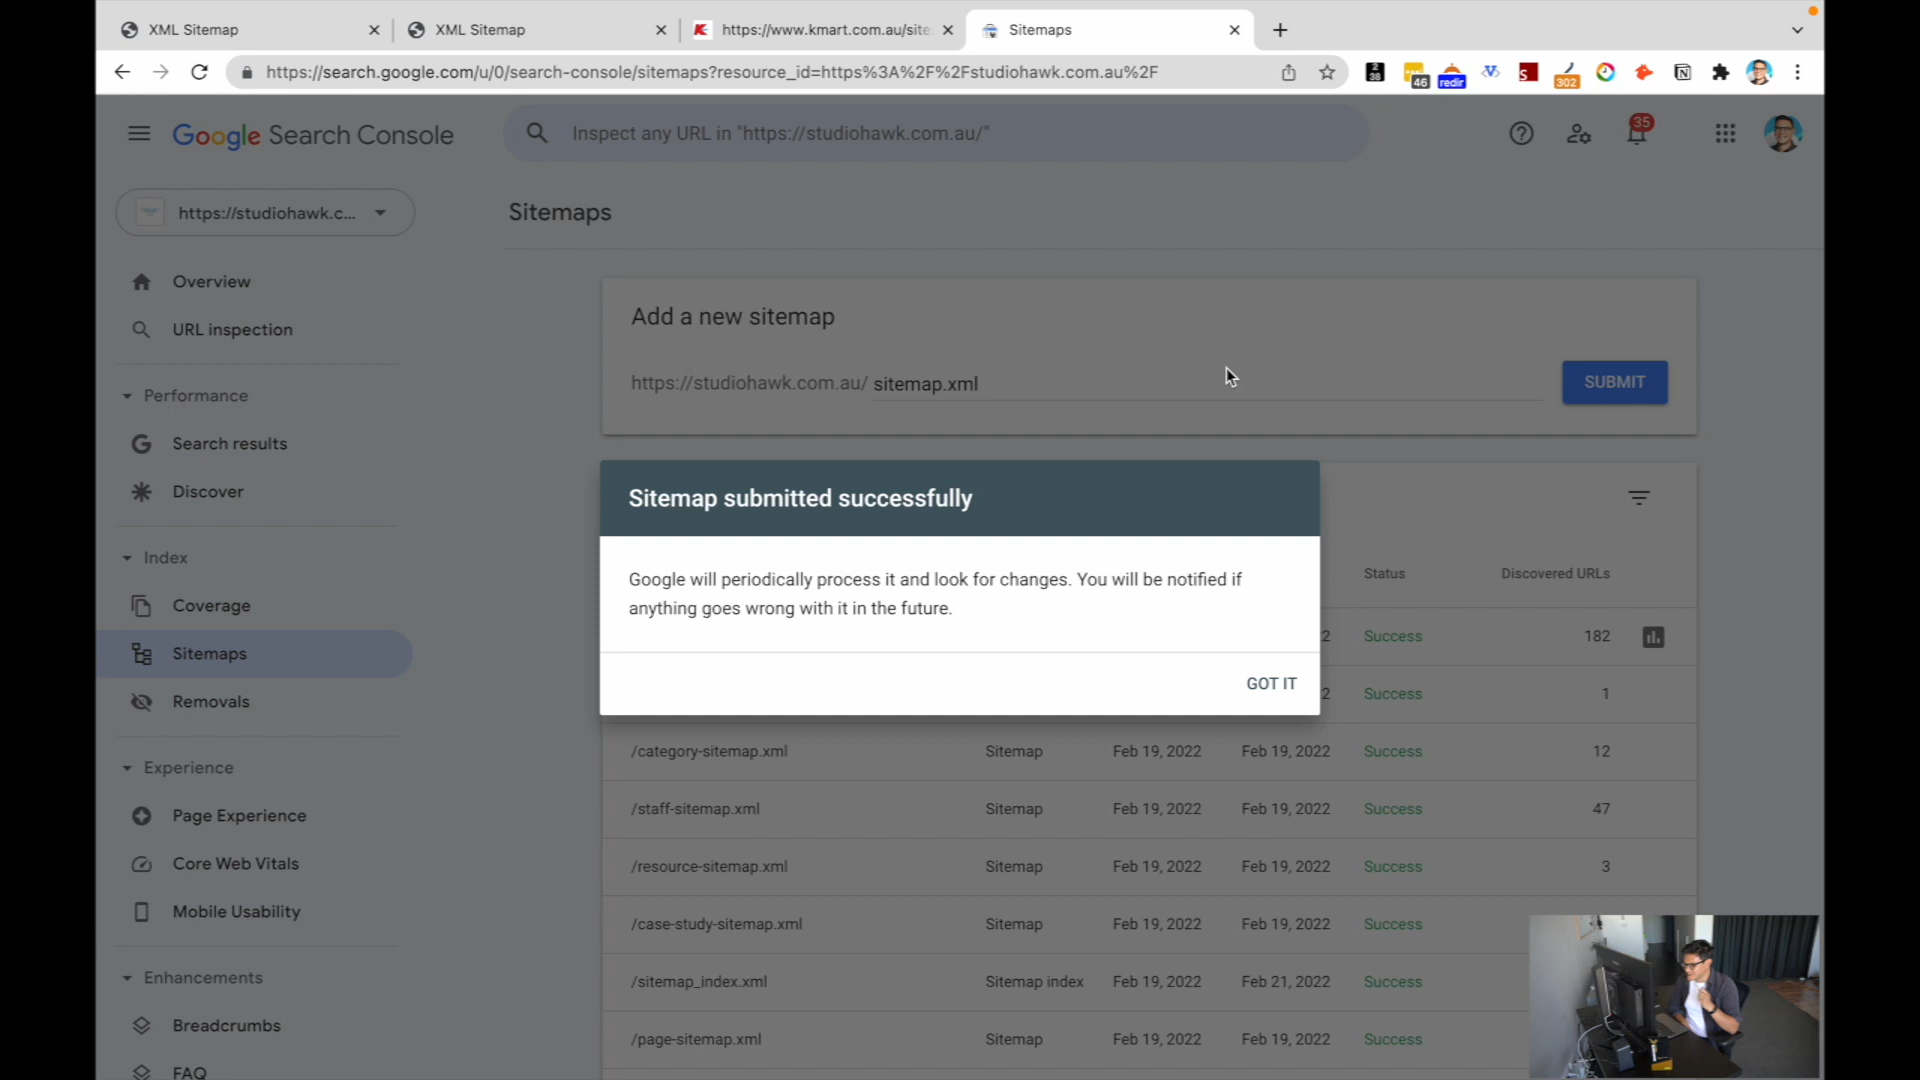 XML Sitemap
XML Sitemap
https://www.kmart.com.au/site
Sitemaps
https://search.google.com/u/0/search-console/sitemaps?resource_id=https%3A%2F%2Fstudiohawk.com.au%2F
2
38
46
redir
S
302
Google Search Console
Inspect any URL in "https://studiohawk.com.au/"
35
https://studiohawk.c...
Sitemaps
Overview
URL inspection
Performance
Search results
Discover
Index
Coverage
Sitemaps
Removals
Experience
Page Experience
Core Web Vitals
Mobile Usability
Enhancements
Breadcrumbs
FAQ
Add a new sitemap
https://studiohawk.com.au/ sitemap.xml
SUBMIT
Sitemap submitted successfully
Google will periodically process it and look for changes. You will be notified if
anything goes wrong with it in the future.
GOT IT
Status Discovered URLs
2 Success 182
2 Success 1
/category-sitemap.xml Sitemap Feb 19, 2022 Feb 19, 2022 Success 12
/staff-sitemap.xml Sitemap Feb 19, 2022 Feb 19, 2022 Success 47
/resource-sitemap.xml Sitemap Feb 19, 2022 Feb 19, 2022 Success 3
/case-study-sitemap.xml Sitemap Feb 19, 2022 Feb 19, 2022 Success
/sitemap_index.xml Sitemap index Feb 19, 2022 Feb 21, 2022 Success
/page-sitemap.xml Sitemap Feb 19, 2022 Feb 19, 2022 Success